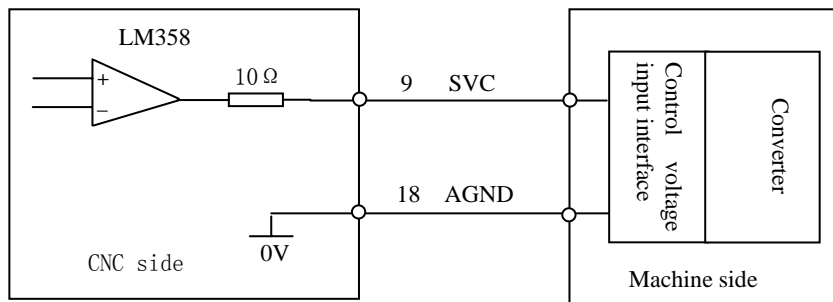 LM358
+
−
10Ω
9 SVC
18 AGND
0V
CNC side
Control voltage
input interface
Converter
Machine side